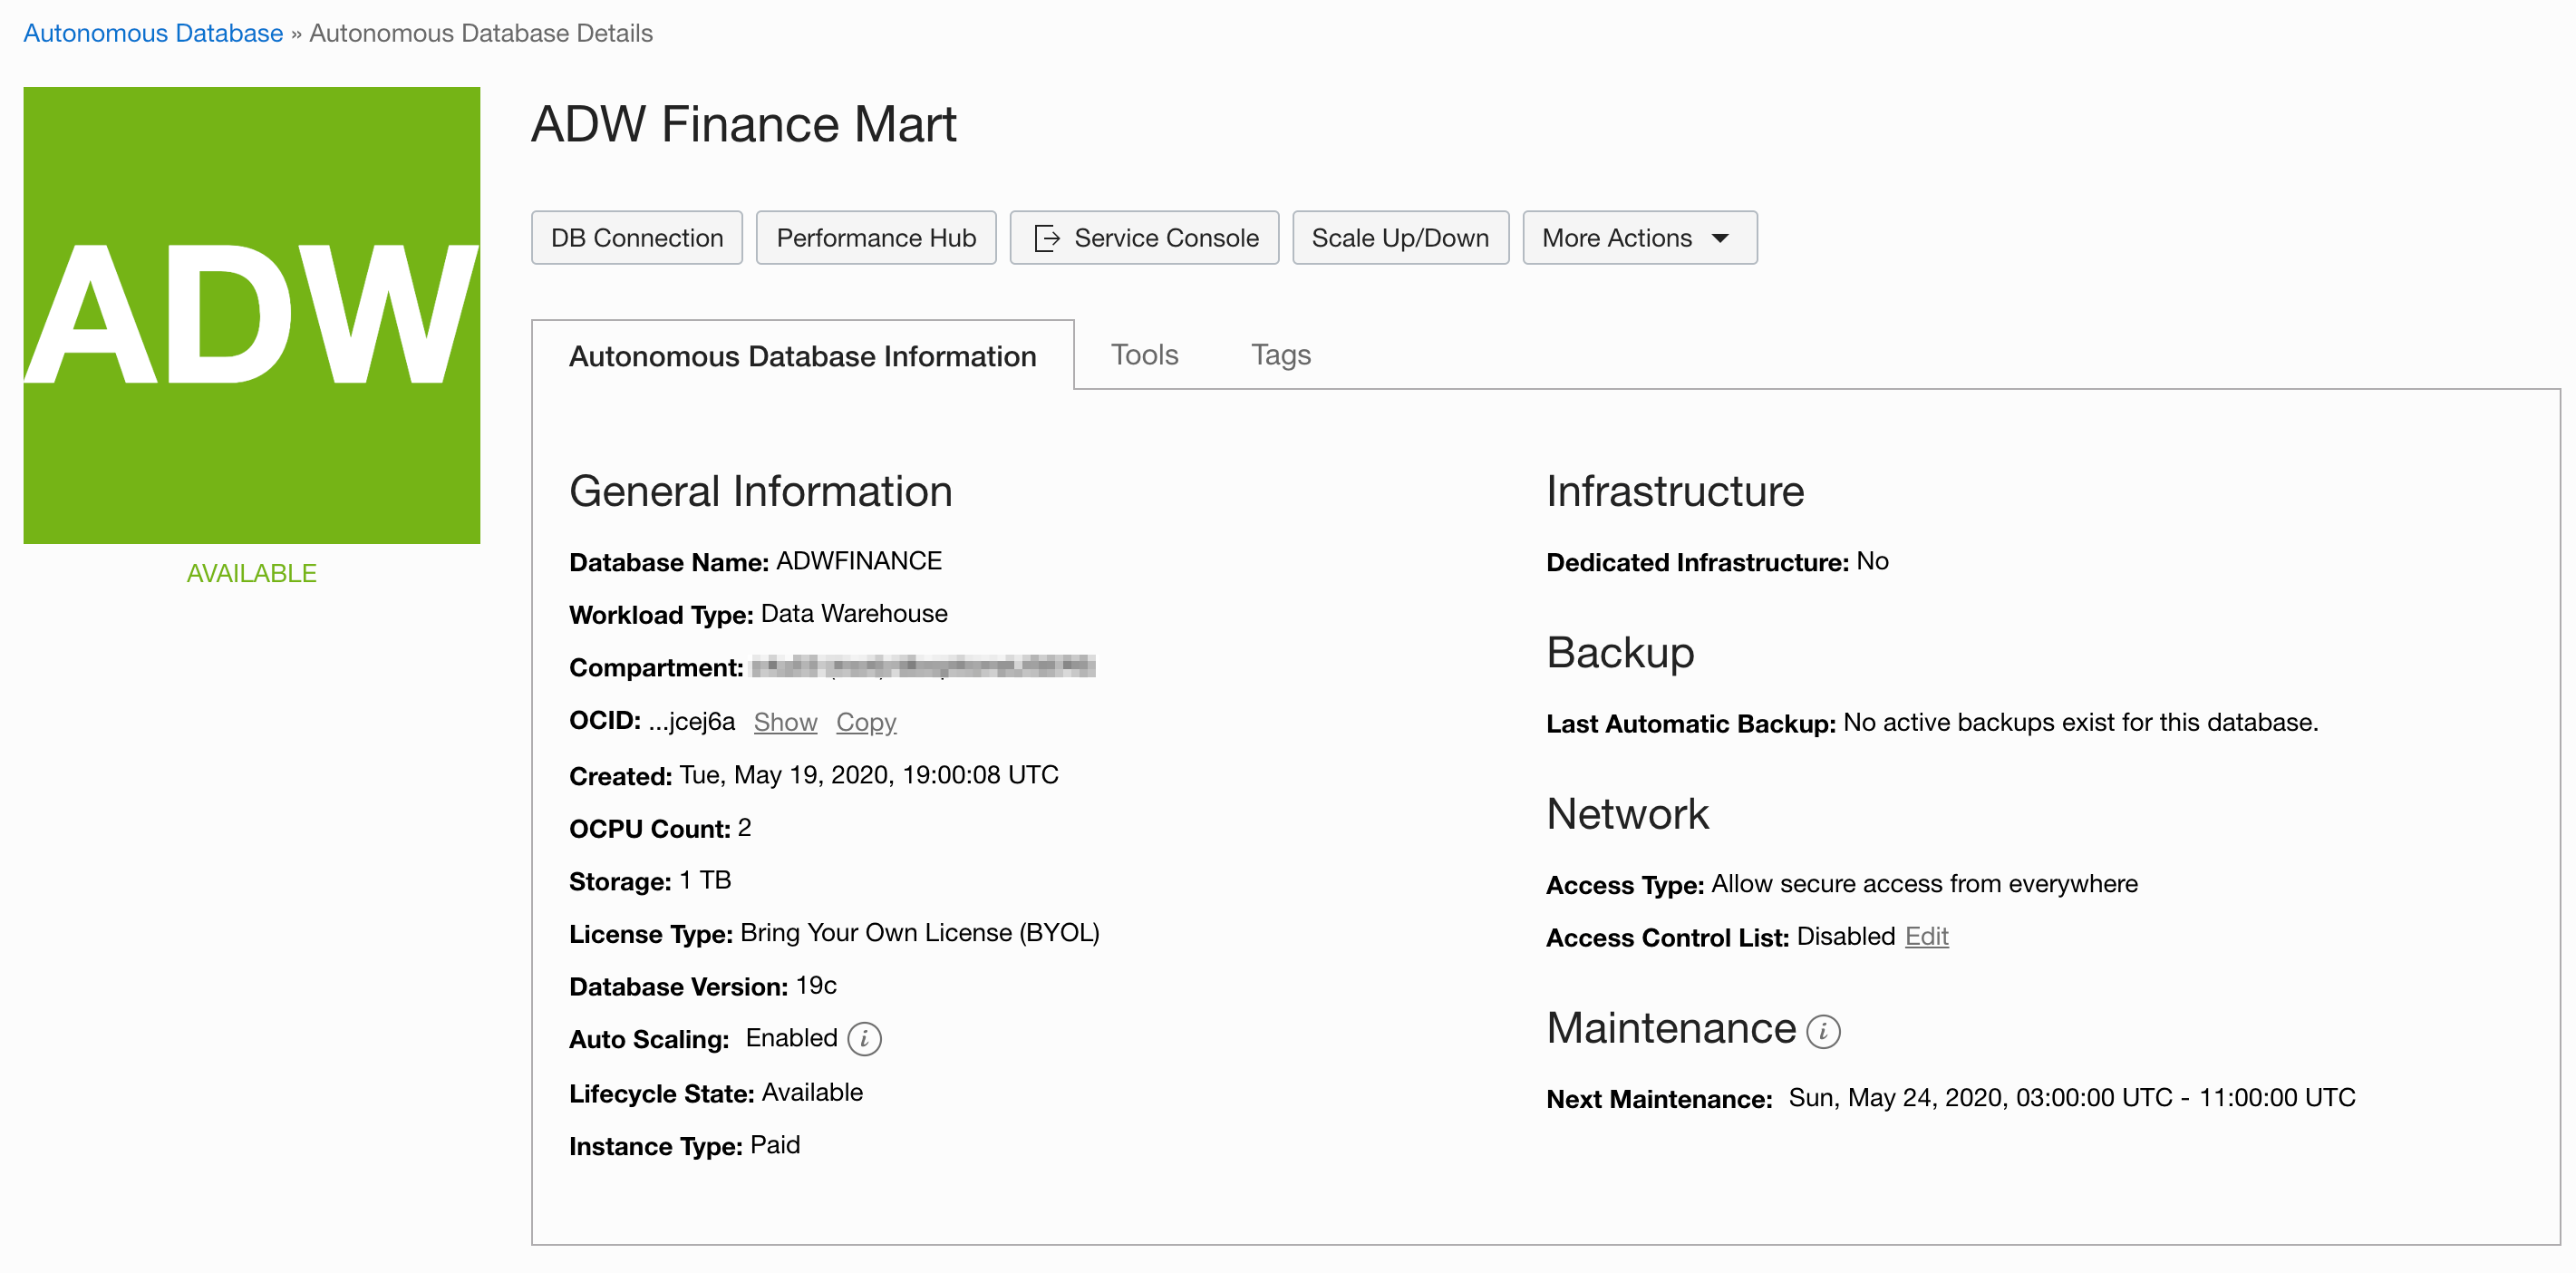 Autonomous Database » Autonomous Database Details
ADW
AVAILABLE
ADW Finance Mart
DB Connection
Performance Hub
Service Console
Scale Up/Down
More Actions
Autonomous Database Information
Tools
Tags
General Information
Database Name: ADWFINANCE
Workload Type: Data Warehouse
Compartment:
OCID: ...jcej6a Show Copy
Created: Tue, May 19, 2020, 19:00:08 UTC
OCPU Count: 2
Storage: 1 TB
License Type: Bring Your Own License (BYOL)
Database Version: 19c
Auto Scaling: Enabled i
Lifecycle State: Available
Instance Type: Paid
Infrastructure
Dedicated Infrastructure: No
Backup
Last Automatic Backup: No active backups exist for this database.
Network
Access Type: Allow secure access from everywhere
Access Control List: Disabled Edit
Maintenance i
Next Maintenance: Sun, May 24, 2020, 03:00:00 UTC - 11:00:00 UTC